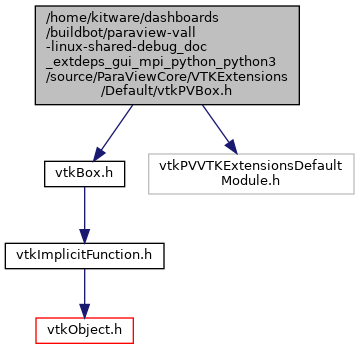 /home/kitware/dashboards
/buildbot/paraview-vall
-linux-shared-debug_doc
_extdeps_gui_mpi_python_python3
/source/ParaViewCore/VTKExtensions
/Default/vtkPVBox.h
vtkBox.h
vtkPVVTKExtensionsDefault
Module.h
vtkImplicitFunction.h
vtkObject.h